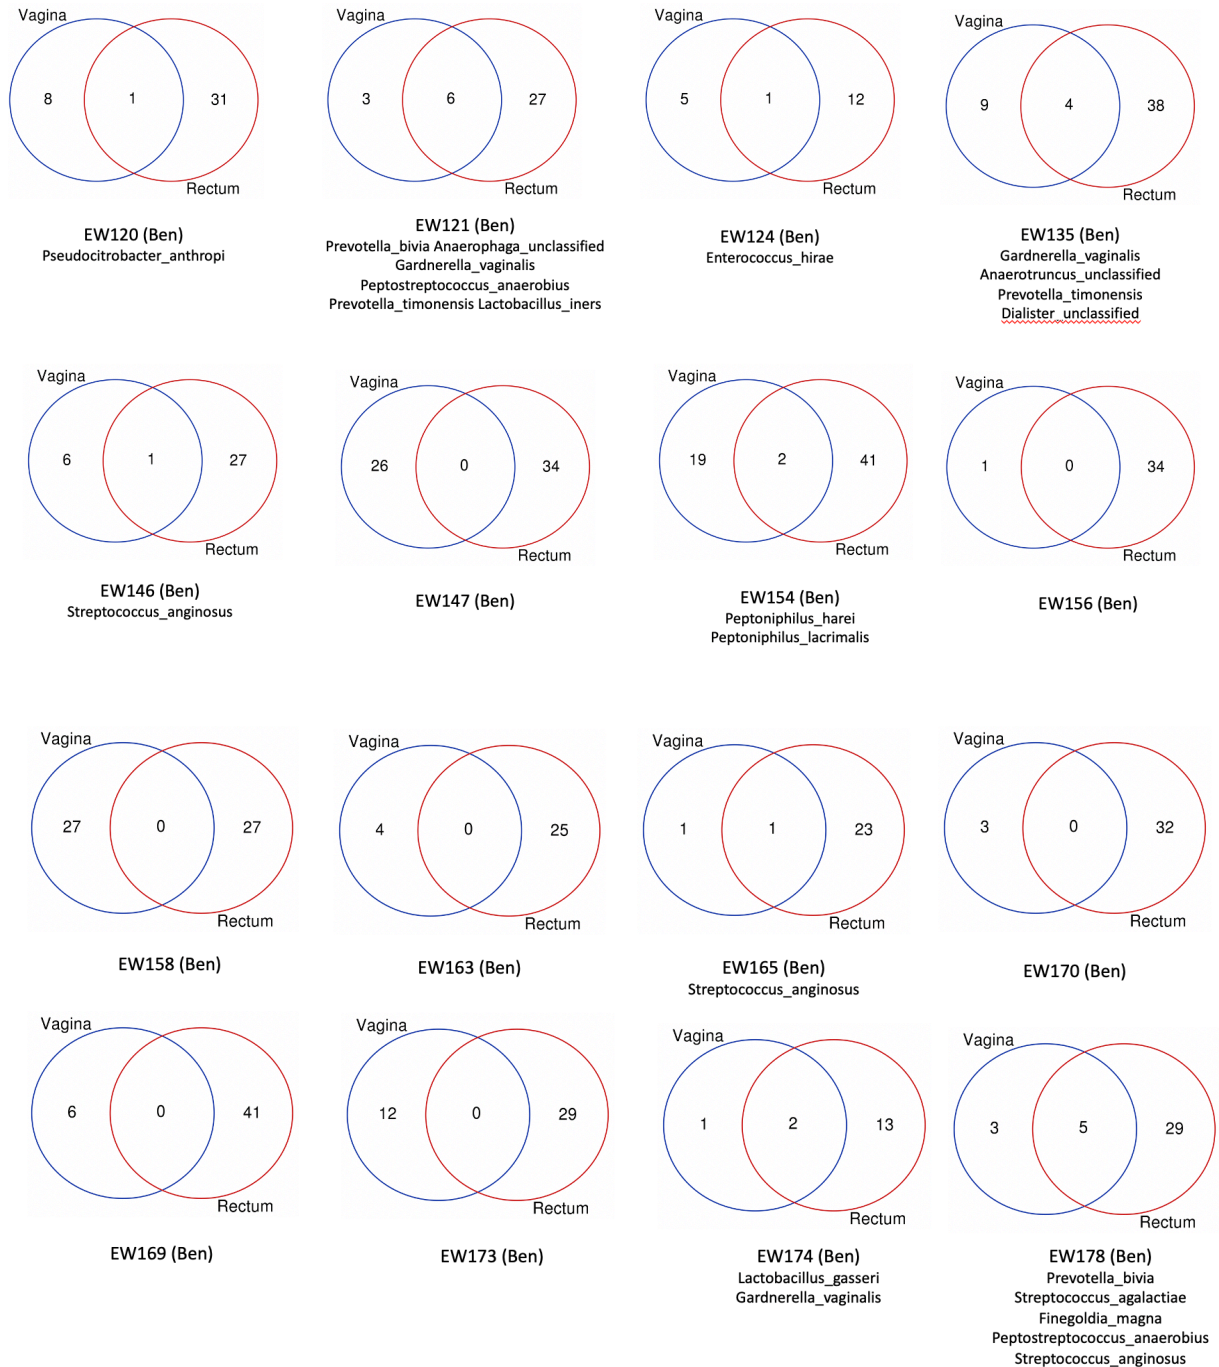 Vagina
8
1
31
Rectum
EW120 (Ben)
Pseudocitrobacter_anthropi
Vagina
3
6
27
Rectum
EW121 (Ben)
Prevotella_bivia Anaerophaga_unclassified
Gardnerella_vaginalis
Peptostreptococcus_anaerobius
Prevotella_timonensis Lactobacillus_iners
Vagina
5
1
12
Rectum
EW124 (Ben)
Enterococcus_hirae
Vagina
9
4
38
Rectum
EW135 (Ben)
Gardnerella_vaginalis
Anaerotruncus_unclassified
Prevotella_timonensis
Dialister_unclassified
Vagina
6
1
27
Rectum
EW146 (Ben)
Streptococcus_anginosus
Vagina
26
0
34
Rectum
EW147 (Ben)
Vagina
19
2
41
Rectum
EW154 (Ben)
Peptoniphilus_harei
Peptoniphilus_lacrimalis
Vagina
1
0
34
Rectum
EW156 (Ben)
Vagina
27
0
27
Rectum
EW158 (Ben)
Vagina
4
0
25
Rectum
EW163 (Ben)
Vagina
1
1
23
Rectum
EW165 (Ben)
Streptococcus_anginosus
Vagina
3
0
32
Rectum
EW170 (Ben)
Vagina
6
0
41
Rectum
EW169 (Ben)
Vagina
12
0
29
Rectum
EW173 (Ben)
Vagina
1
2
13
Rectum
EW174 (Ben)
Lactobacillus_gasseri
Gardnerella_vaginalis
Vagina
3
5
29
Rectum
EW178 (Ben)
Prevotella_bivia
Streptococcus_agalactiae
Finegoldia_magna
Peptostreptococcus_anaerobius
Streptococcus_anginosus